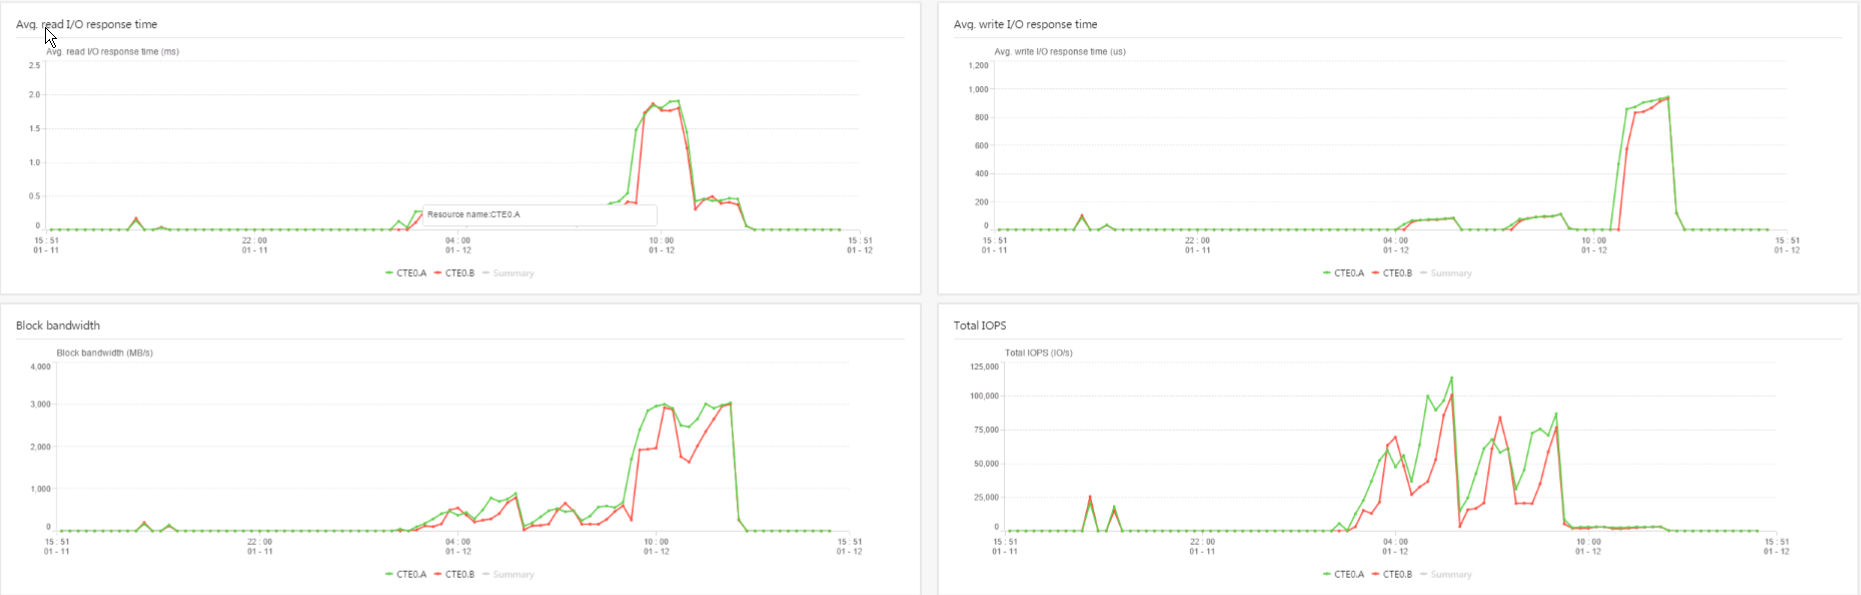 Avg. read I/O response time
Avg. read I/O response time (ms)
2.5
2.0
1.5
1.0
0.5
0
Resource name:CTE0.A
15 : 51
01 - 11
22 : 00
01 - 11
04 : 00
01 - 12
10 : 00
01 - 12
15 : 51
01 - 12
CTE0.A CTE0.B Summary
Avg. write I/O response time
Avg. write I/O response time (us)
1,200
1,000
800
600
400
200
0
15 : 51
01 - 11
22 : 00
01 - 11
04 : 00
01 - 12
10 : 00
01 - 12
15 : 51
01 - 12
CTE0.A CTE0.B Summary
Block bandwidth
Block bandwidth (MB/s)
4,000
3,000
2,000
1,000
0
15 : 51
01 - 11
22 : 00
01 - 11
04 : 00
01 - 12
10 : 00
01 - 12
15 : 51
01 - 12
CTE0.A CTE0.B Summary
Total IOPS
Total IOPS (IO/s)
125,000
100,000
75,000
50,000
25,000
0
15 : 51
01 - 11
22 : 00
01 - 11
04 : 00
01 - 12
10 : 00
01 - 12
15 : 51
01 - 12
CTE0.A CTE0.B Summary